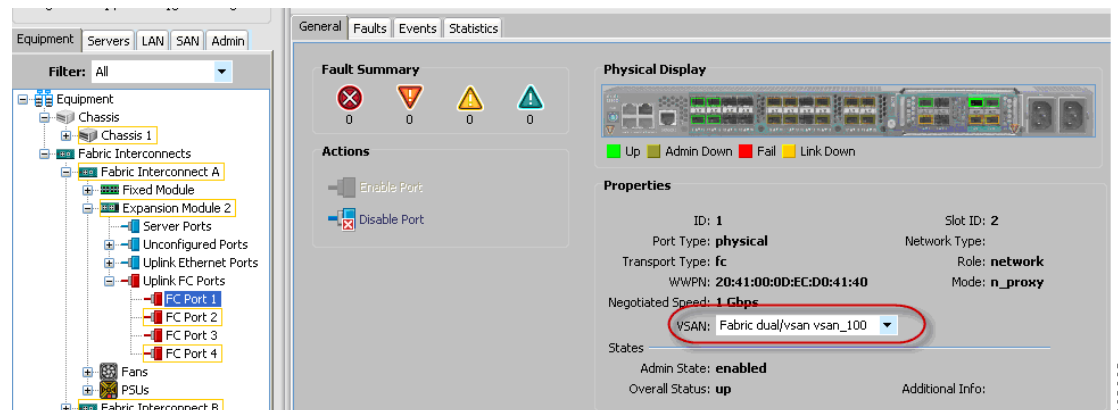 General Faults Events Statistics
Equipment Servers LAN SAN Admin
Filter: All
Equipment
Chassis
Chassis 1
Fabric Interconnects
Fabric Interconnect A
Fixed Module
Expansion Module 2
Server Ports
Unconfigured Ports
Uplink Ethernet Ports
Uplink FC Ports
FC Port 1
FC Port 2
FC Port 3
FC Port 4
Fans
PSUs
Fabric Interconnect B
Fault Summary
0 0 0 0
Actions
Enable Port
Disable Port
Physical Display
Up Admin Down Fail Link Down
Properties
ID: 1 Slot ID: 2
Port Type: physical Network Type:
Transport Type: fc Role: network
WWPN: 20:41:00:0D:EC:D0:41:40 Mode: n_proxy
Negotiated Speed: 1 Gbps
VSAN: Fabric dual/vsan vsan_100
States
Admin State: enabled
Overall Status: up Additional Info: